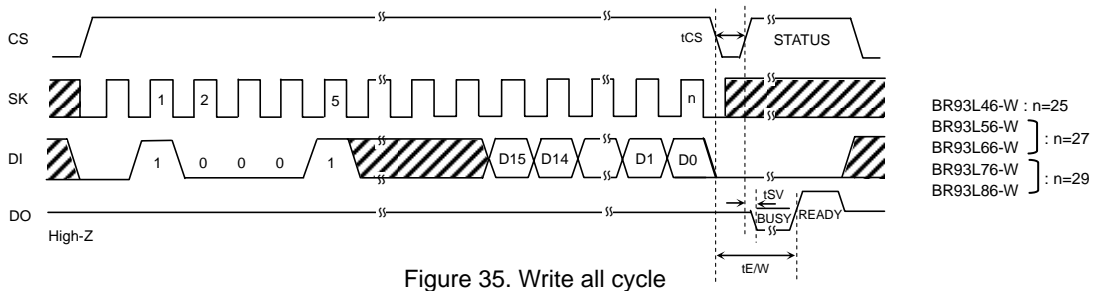 CS
tCS
STATUS
SK
1
2
5
n
BR93L46-W : n=25
BR93L56-W
BR93L66-W
: n=27
BR93L76-W
BR93L86-W
: n=29
DI
1
0
0
0
1
D15
D14
D1
D0
tSV
DO
BUSY
READY
High-Z
tE/W
Figure 35. Write all cycle